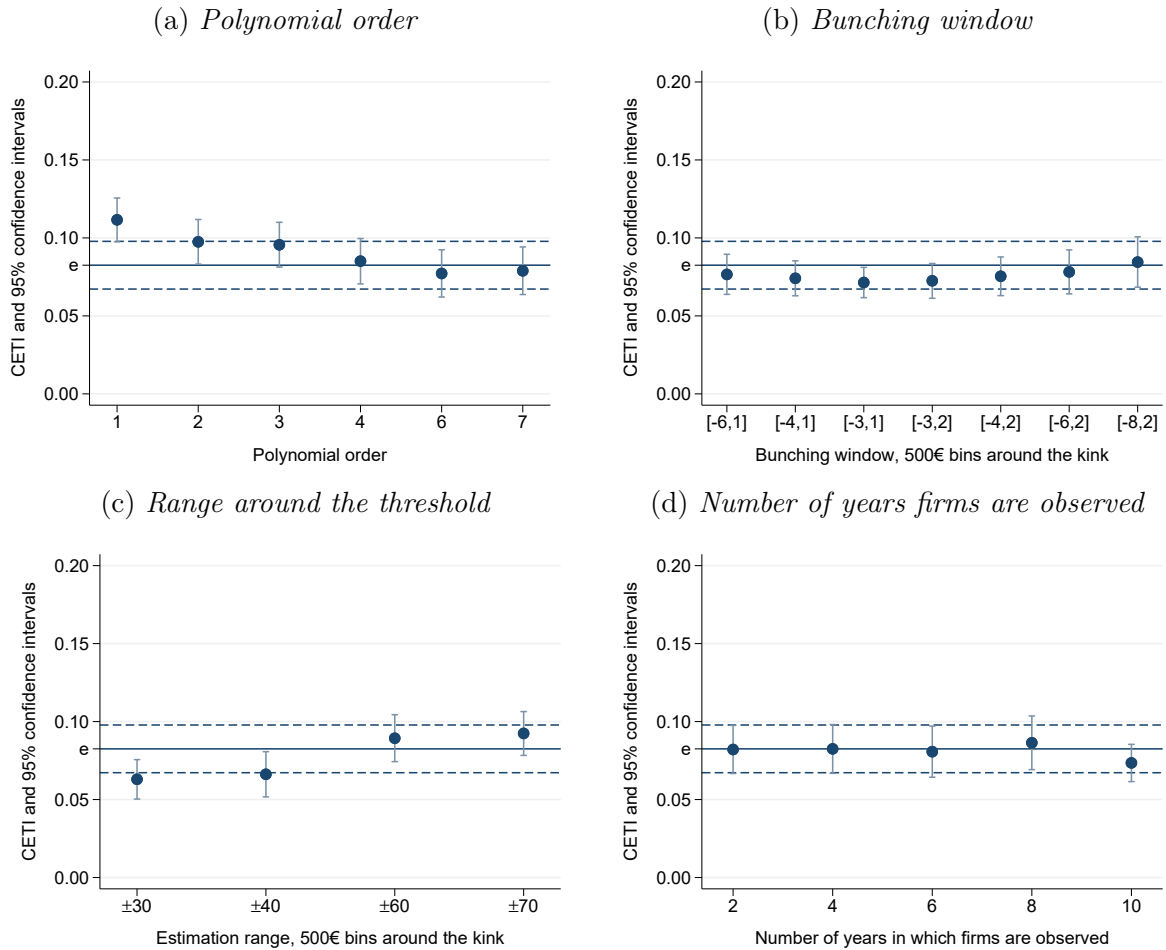 (a) Polynomial order
CETI and 95% confidence intervals
0.20
0.15
0.10
e
0.05
0.00
1 2 3 4 6 7
Polynomial order
(b) Bunching window
CETI and 95% confidence intervals
0.20
0.15
0.10
e
0.05
0.00
[-6,1] [-4,1] [-3,1] [-3,2] [-4,2] [-6,2] [-8,2]
Bunching window, 500€ bins around the kink
(c) Range around the threshold
CETI and 95% confidence intervals
0.20
0.15
0.10
e
0.05
0.00
±30 ±40 ±60 ±70
Estimation range, 500€ bins around the kink
(d) Number of years firms are observed
CETI and 95% confidence intervals
0.20
0.15
0.10
e
0.05
0.00
2 4 6 8 10
Number of years in which firms are observed